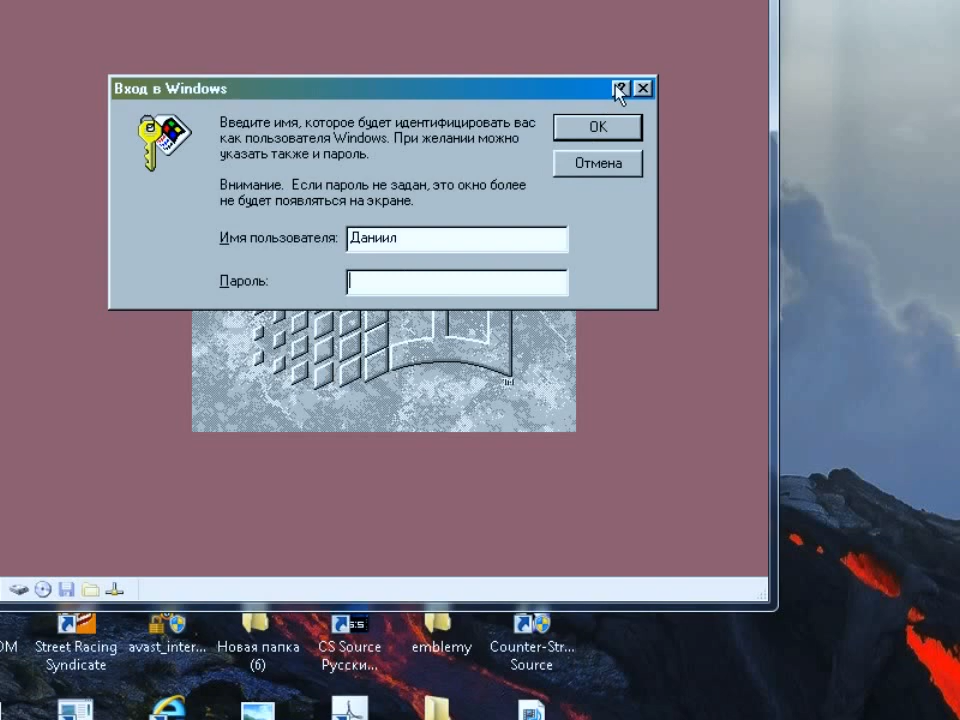 Вход в Windows
Введите имя, которое будет идентифицировать вас
как пользователя Windows. При желании можно
указать также и пароль.
Внимание. Если пароль не задан, это окно более
не будет появляться на экране.
OK
Отмена
Имя пользователя:
Даниил
Пароль:
ОМ
Street Racing
Syndicate
avast_inter...
Новая папка
(6)
CS Source
Русски...
emblemy
Counter-Str...
Source